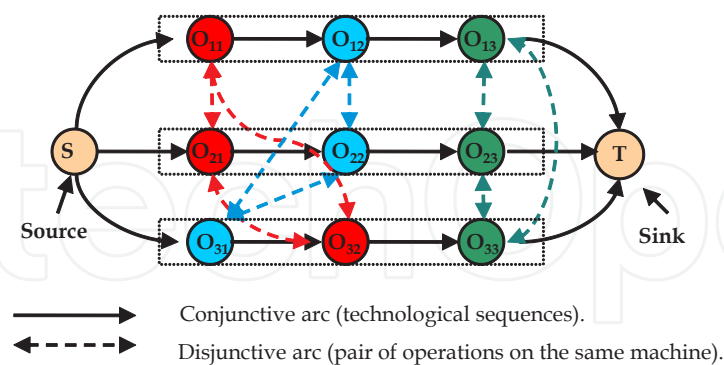 O11 O12 O13
S O21 O22 O23 T
Source O31 O32 O33 Sink
Conjunctive arc (technological sequences).
Disjunctive arc (pair of operations on the same machine).